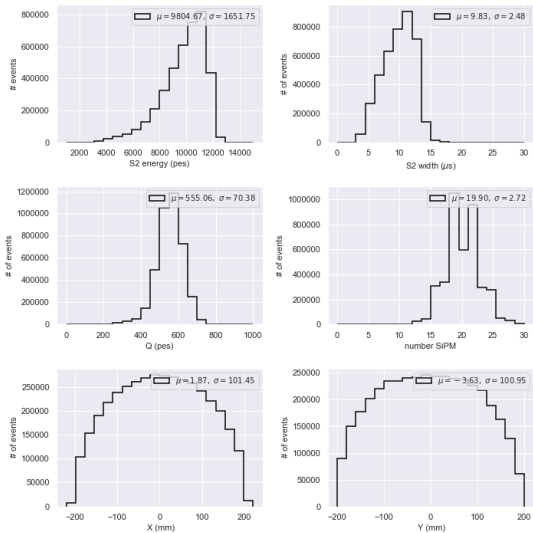 800000
600000
400000
200000
0
# of events
μ = 9804.67, σ = 1651.75
2000 4000 6000 8000 10000 12000 14000
S2 energy (pes)
800000
600000
400000
200000
0
# of events
μ = 9.83, σ = 2.48
0 5 10 15 20 25 30
S2 width (μs)
1200000
1000000
800000
600000
400000
200000
0
# of events
μ = 555.06, σ = 70.38
0 200 400 600 800 1000
Q (pes)
1000000
800000
600000
400000
200000
0
# of events
μ = 19.90, σ = 2.72
0 5 10 15 20 25 30
number SiPM
250000
200000
150000
100000
50000
0
# of events
μ = 1.87, σ = 101.45
−200 −100 0 100 200
X (mm)
250000
200000
150000
100000
50000
0
# of events
μ = −3.63, σ = 100.95
−200 −100 0 100 200
Y (mm)